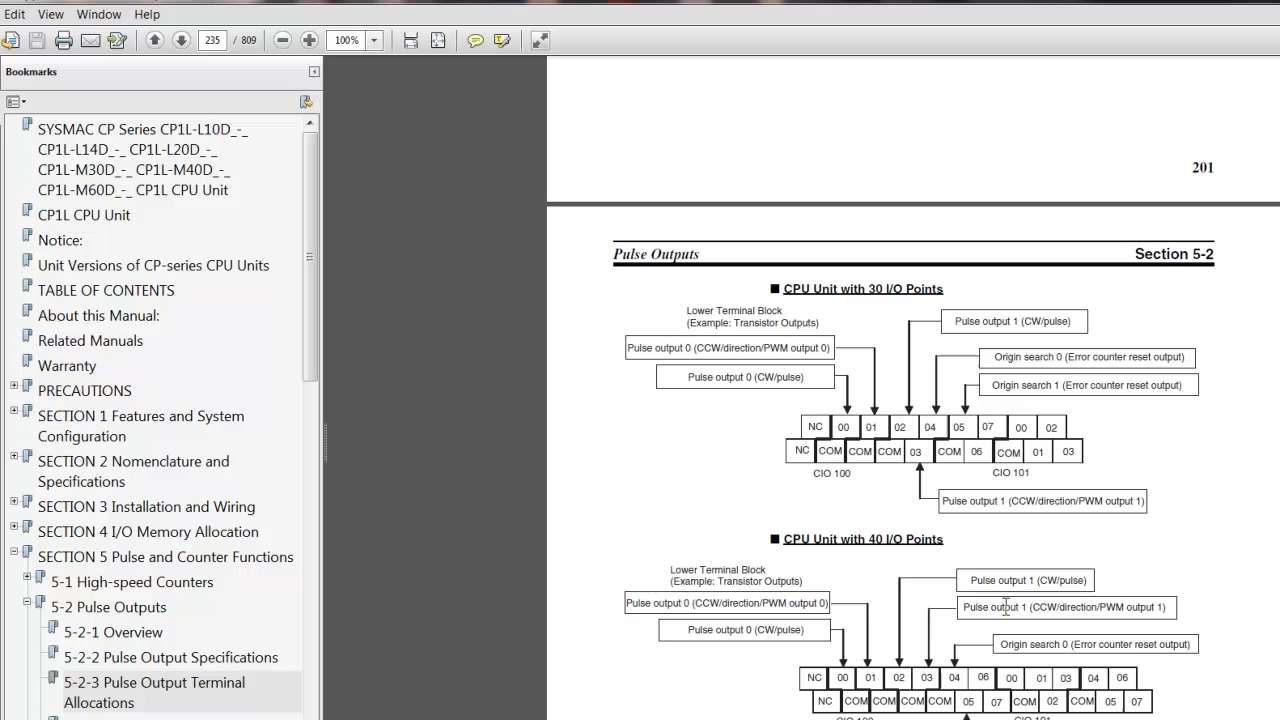 Edit View Window Help
235 / 809 100%
Bookmarks
SYSMAC CP Series CP1L-L10D_-_
CP1L-L14D_-_ CP1L-L20D_-_
CP1L-M30D_-_ CP1L-M40D_-_
CP1L-M60D_-_ CP1L CPU Unit
CP1L CPU Unit
Notice:
Unit Versions of CP-series CPU Units
TABLE OF CONTENTS
About this Manual:
Related Manuals
Warranty
PRECAUTIONS
SECTION 1 Features and System
Configuration
SECTION 2 Nomenclature and
Specifications
SECTION 3 Installation and Wiring
SECTION 4 I/O Memory Allocation
SECTION 5 Pulse and Counter Functions
5-1 High-speed Counters
5-2 Pulse Outputs
5-2-1 Overview
5-2-2 Pulse Output Specifications
5-2-3 Pulse Output Terminal
Allocations
201
Pulse Outputs Section 5-2
CPU Unit with 30 I/O Points
Lower Terminal Block
(Example: Transistor Outputs)
Pulse output 1 (CW/pulse)
Pulse output 0 (CCW/direction/PWM output 0)
Origin search 0 (Error counter reset output)
Pulse output 0 (CW/pulse)
Origin search 1 (Error counter reset output)
NC 00 01 02 04 05 07 00 02
NC COM COM COM 03 COM 06 COM 01 03
CIO 100 CIO 101
Pulse output 1 (CCW/direction/PWM output 1)
CPU Unit with 40 I/O Points
Lower Terminal Block
(Example: Transistor Outputs)
Pulse output 1 (CW/pulse)
Pulse output 0 (CCW/direction/PWM output 0)
Pulse output 1 (CCW/direction/PWM output 1)
Pulse output 0 (CW/pulse)
Origin search 0 (Error counter reset output)
NC 00 01 02 03 04 06 00 01 03 04 06
NC COM COM COM COM 05 07 COM 02 COM 05 07
CIO 100 CIO 101